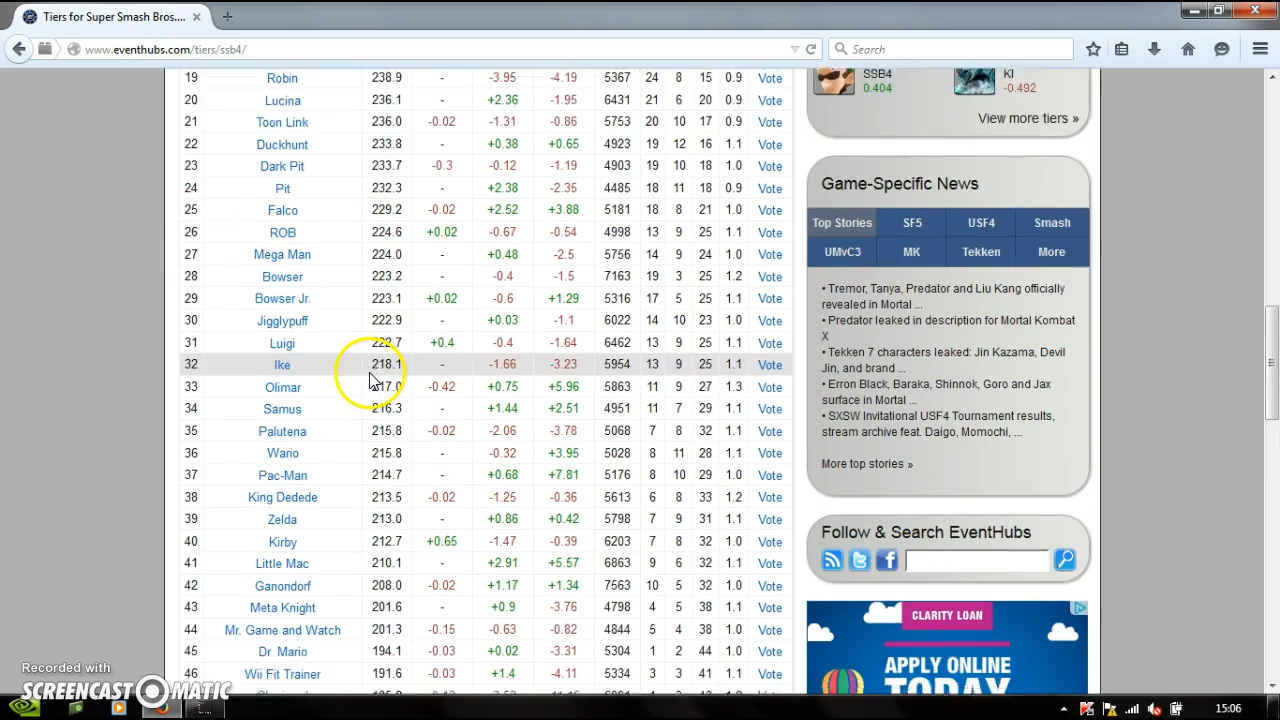 Tiers for Super Smash Bros....
www.eventhubs.com/tiers/ssb4/
Search
19 Robin 238.9 - -3.95 -4.19 5367 24 8 15 0.9 Vote
20 Lucina 236.1 - +2.36 -1.95 6431 21 6 20 0.9 Vote
21 Toon Link 236.0 -0.02 -1.31 -0.86 5753 20 10 17 0.9 Vote
22 Duckhunt 233.8 - +0.38 +0.65 4923 19 12 16 1.1 Vote
23 Dark Pit 233.7 -0.3 -0.12 -1.19 4903 19 10 18 1.0 Vote
24 Pit 232.3 - +2.38 -2.35 4485 18 11 18 0.9 Vote
25 Falco 229.2 -0.02 +2.52 +3.88 5181 18 8 21 1.0 Vote
26 ROB 224.6 +0.02 -0.67 -0.54 4998 13 9 25 1.1 Vote
27 Mega Man 224.0 - +0.48 -2.5 5756 14 9 24 1.0 Vote
28 Bowser 223.2 - -0.4 -1.5 7163 19 3 25 1.2 Vote
29 Bowser Jr. 223.1 +0.02 -0.6 +1.29 5316 17 5 25 1.1 Vote
30 Jigglypuff 222.9 - +0.03 -1.1 6022 14 10 23 1.0 Vote
31 Luigi 222.7 +0.4 -0.4 -1.64 6462 13 9 25 1.1 Vote
32 Ike 218.1 - -1.66 -3.23 5954 13 9 25 1.1 Vote
33 Olimar 217.0 -0.42 +0.75 +5.96 5863 11 9 27 1.3 Vote
34 Samus 216.3 - +1.44 +2.51 4951 11 7 29 1.1 Vote
35 Palutena 215.8 -0.02 -2.06 -3.78 5068 7 8 32 1.1 Vote
36 Wario 215.8 - -0.32 +3.95 5028 8 11 28 1.1 Vote
37 Pac-Man 214.7 - +0.68 +7.81 5176 8 10 29 1.0 Vote
38 King Dedede 213.5 -0.02 -1.25 -0.36 5613 6 8 33 1.2 Vote
39 Zelda 213.0 - +0.86 +0.42 5798 7 9 31 1.1 Vote
40 Kirby 212.7 +0.65 -1.47 -0.39 6203 7 8 32 1.1 Vote
41 Little Mac 210.1 - +2.91 +5.57 6863 9 6 32 1.1 Vote
42 Ganondorf 208.0 -0.02 +1.17 +1.34 7563 10 5 32 1.0 Vote
43 Meta Knight 201.6 - +0.9 -3.76 4798 4 5 38 1.1 Vote
44 Mr. Game and Watch 201.3 -0.15 -0.63 -0.82 4844 5 4 38 1.0 Vote
45 Dr. Mario 194.1 -0.03 +0.02 -3.31 5304 1 2 44 1.0 Vote
46 Wii Fit Trainer 191.6 -0.03 +1.4 -4.11 5334 3 3 41 1.1 Vote
SSB4 KI
0.404 -0.492
View more tiers »
Game-Specific News
Top Stories SF5 USF4 Smash
UMvC3 MK Tekken More
• Tremor, Tanya, Predator and Liu Kang officially
revealed in Mortal ...
• Predator leaked in description for Mortal Kombat
X
• Tekken 7 characters leaked: Jin Kazama, Devil
Jin, and brand ...
• Erron Black, Baraka, Shinnok, Goro and Jax
surface in Mortal ...
• SXSW Invitational USF4 Tournament results,
stream archive feat. Daigo, Momochi, ...
More top stories »
Follow & Search EventHubs
CLARITY LOAN
APPLY ONLINE
TODAY
Recorded with
SCREENCAST MATIC
15:06